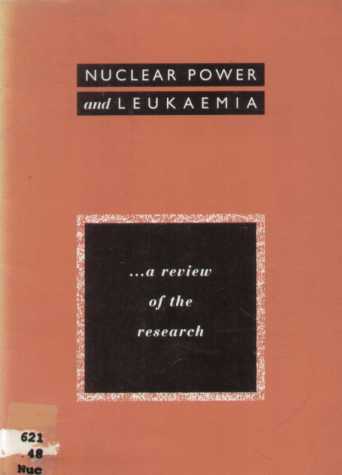 NUCLEAR POWER
and LEUKAEMIA
...a review
of the
research
621
48
Nuc